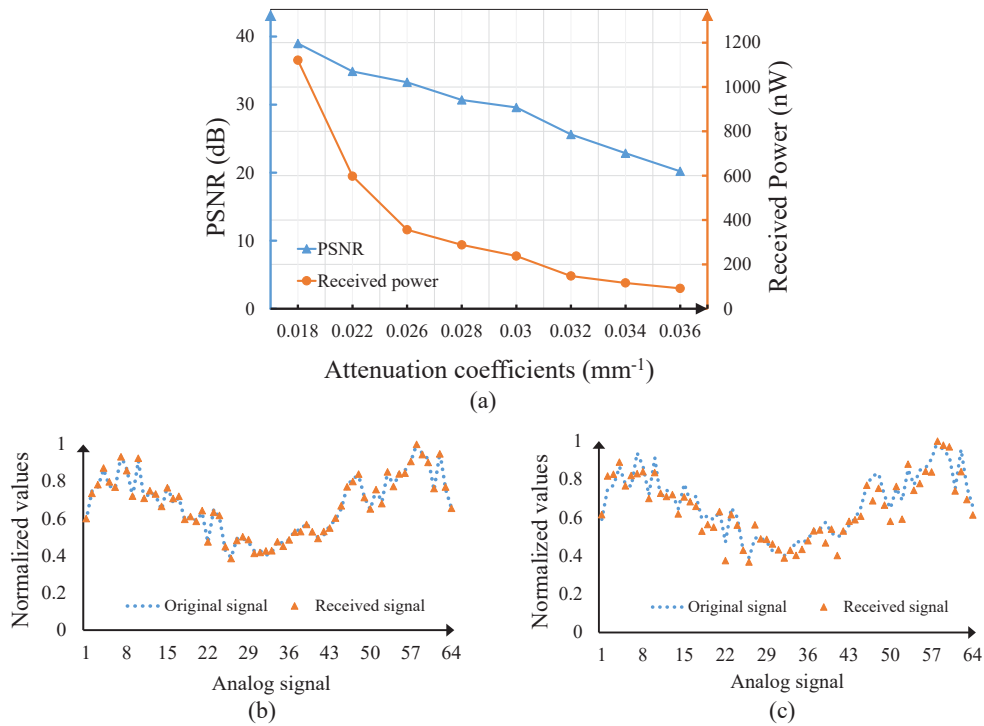 40
30
20
10
0
PSNR (dB)
1200
1000
800
600
400
200
0
Received Power (nW)
PSNR
Received power
0.018 0.022 0.026 0.028 0.03 0.032 0.034 0.036
Attenuation coefficients (mm⁻¹)
(a)
1
0.8
0.6
0.4
0.2
0
Normalized values
Original signal Received signal
1 8 15 22 29 36 43 50 57 64
Analog signal
(b)
1
0.8
0.6
0.4
0.2
0
Normalized values
Original signal Received signal
1 8 15 22 29 36 43 50 57 64
Analog signal
(c)